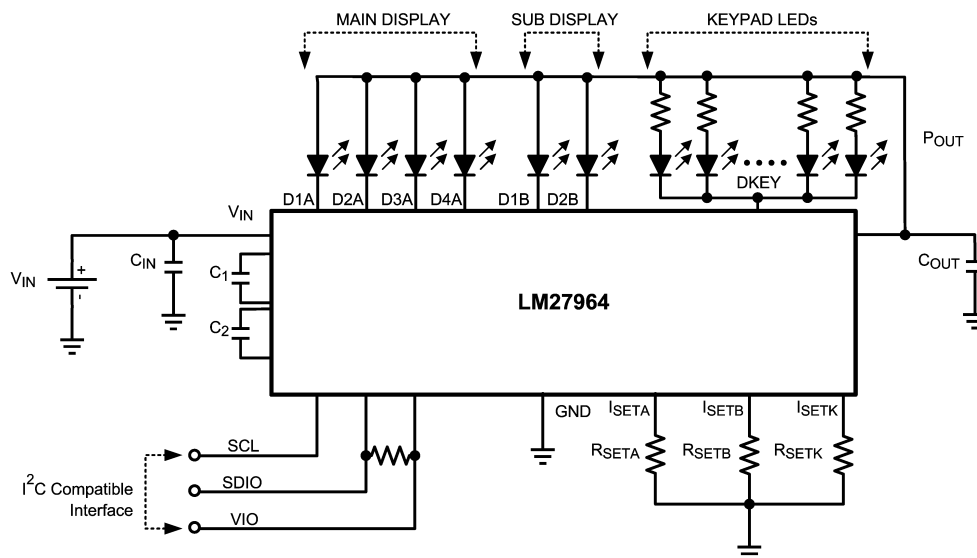 MAIN DISPLAY
SUB DISPLAY
KEYPAD LEDs
POUT
D1A
D2A
D3A
D4A
D1B
D2B
DKEY
VIN
VIN
+
-
CIN
C1
C2
LM27964
COUT
GND
ISETA
ISETB
ISETK
RSETA
RSETB
RSETK
SCL
SDIO
VIO
I2C Compatible
Interface